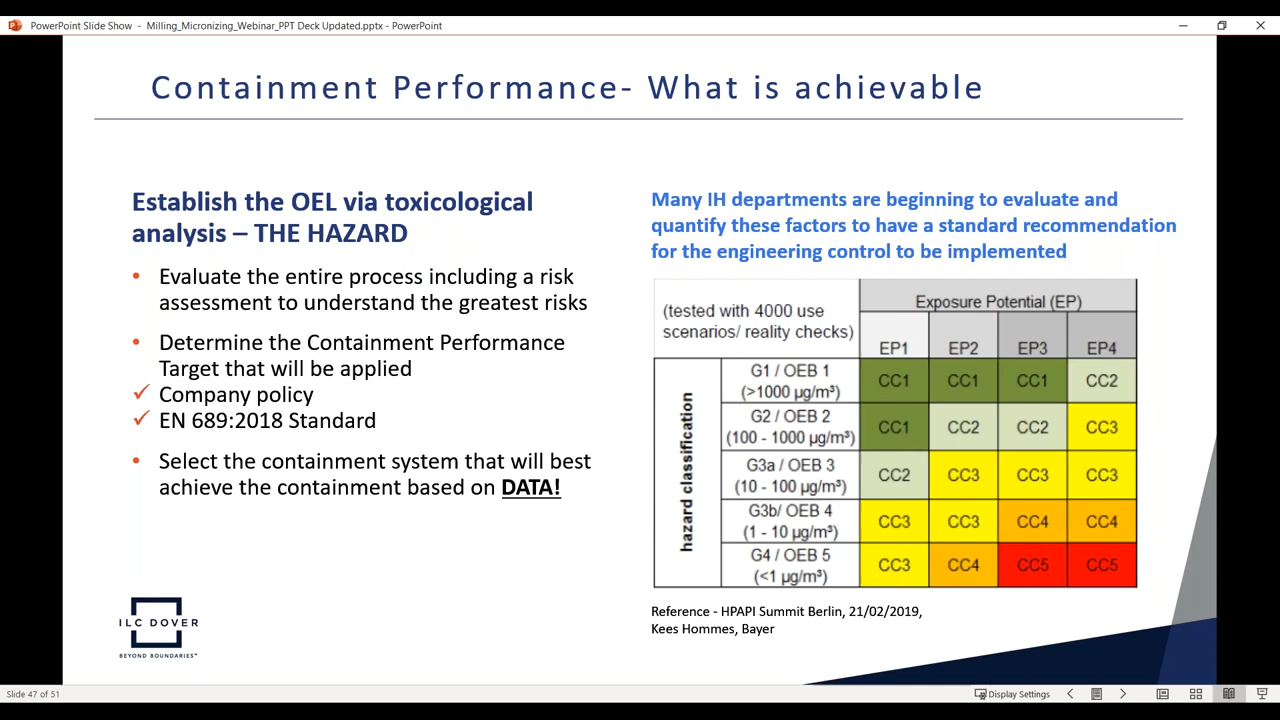 PowerPoint Slide Show - Milling_Micronizing_Webinar_PPT Deck Updated.pptx - PowerPoint
Containment Performance- What is achievable
Establish the OEL via toxicological
analysis – THE HAZARD
• Evaluate the entire process including a risk
assessment to understand the greatest risks
• Determine the Containment Performance
Target that will be applied
✓ Company policy
✓ EN 689:2018 Standard
• Select the containment system that will best
achieve the containment based on DATA!
Many IH departments are beginning to evaluate and
quantify these factors to have a standard recommendation
for the engineering control to be implemented
(tested with 4000 use
scenarios/ reality checks)
Exposure Potential (EP)
EP1 EP2 EP3 EP4
hazard classification
G1 / OEB 1
(>1000 µg/m³)
CC1 CC1 CC1 CC2
G2 / OEB 2
(100 - 1000 µg/m³)
CC1 CC2 CC2 CC3
G3a / OEB 3
(10 - 100 µg/m³)
CC2 CC3 CC3 CC3
G3b/ OEB 4
(1 - 10 µg/m³)
CC3 CC3 CC4 CC4
G4 / OEB 5
(<1 µg/m³)
CC3 CC4 CC5 CC5
Reference - HPAPI Summit Berlin, 21/02/2019,
Kees Hommes, Bayer
ILC DOVER
BEYOND BOUNDARIES™
Slide 47 of 51
Display Settings